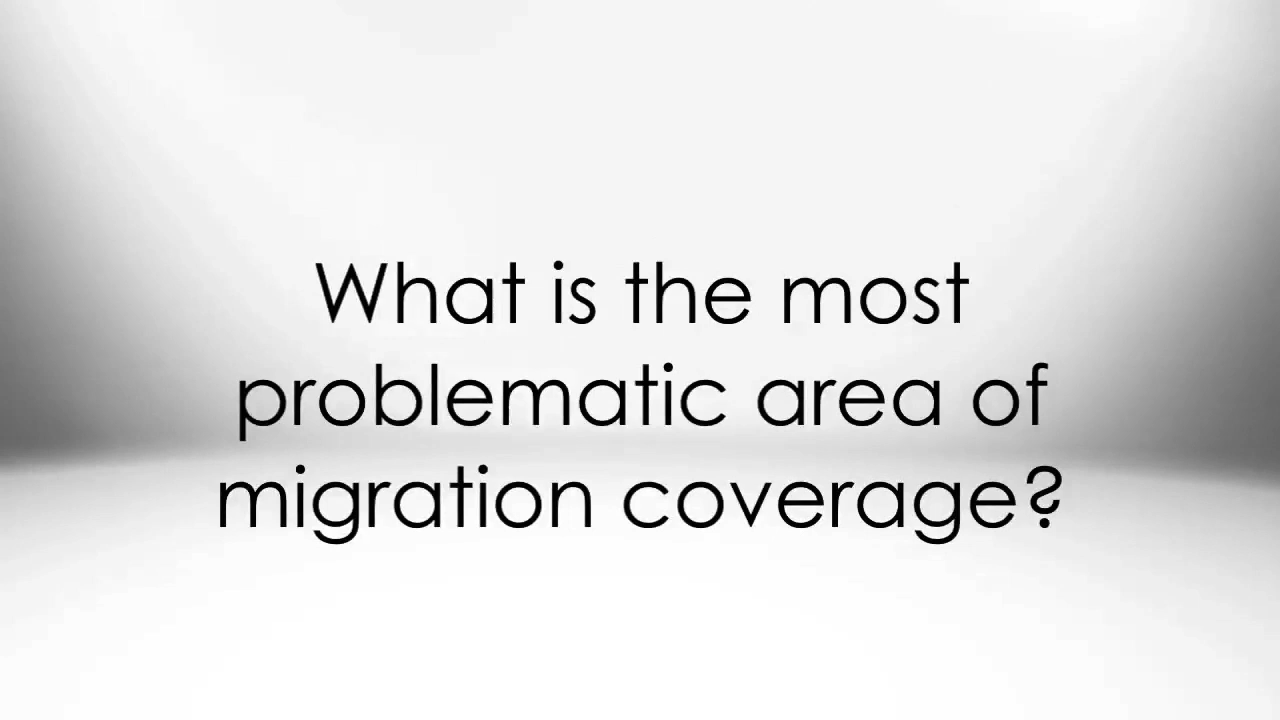 What is the most
problematic area of
migration coverage?